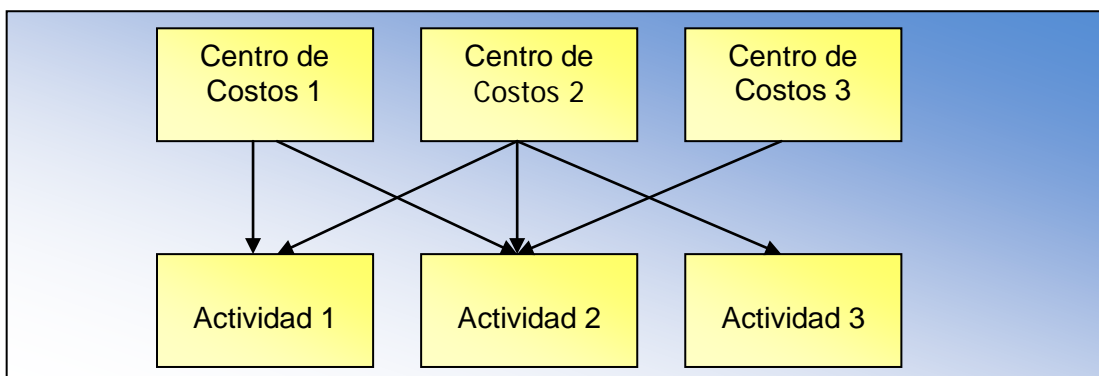 Centro de
Costos 1
Centro de
Costos 2
Centro de
Costos 3
Actividad 1
Actividad 2
Actividad 3